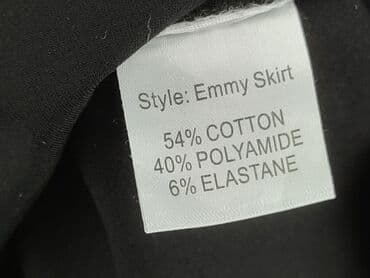 Style: Emmy Skirt
54% COTTON
40% POLYAMIDE
6% ELASTANE